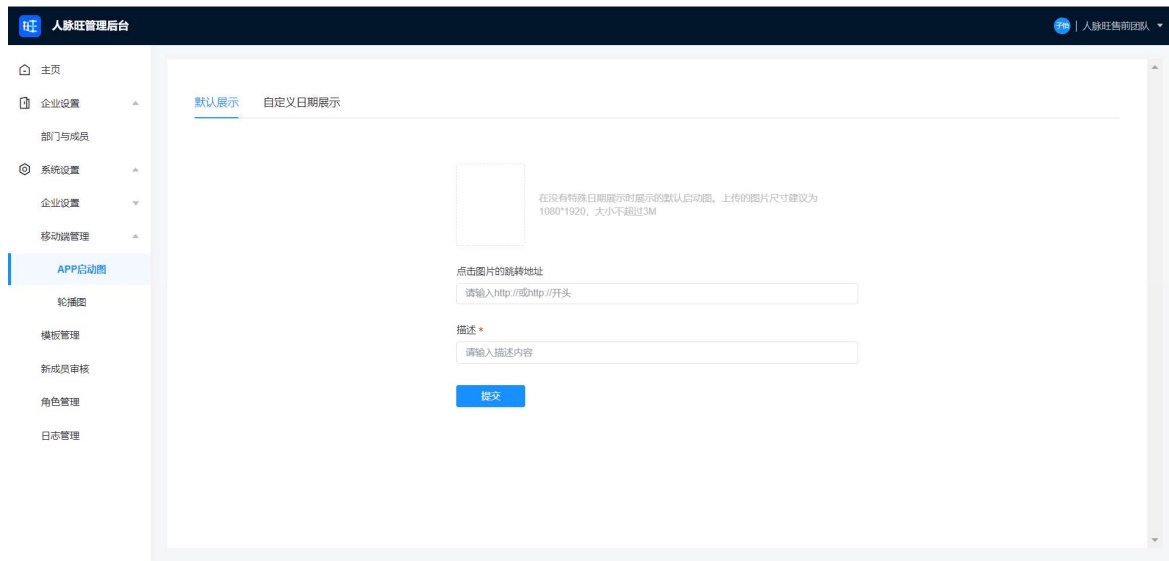 旺 人脉旺管理后台
子恒 | 人脉旺售前团队
主页
企业设置
部门与成员
系统设置
企业设置
移动端管理
APP启动图
轮播图
模板管理
新成员审核
角色管理
日志管理
默认展示 自定义日期展示
在没有特殊日期展示时展示的默认启动图。上传的图片尺寸建议为
1080*1920，大小不超过3M
点击图片的跳转地址
请输入http://或http://开头
描述 *
请输入描述内容
提交